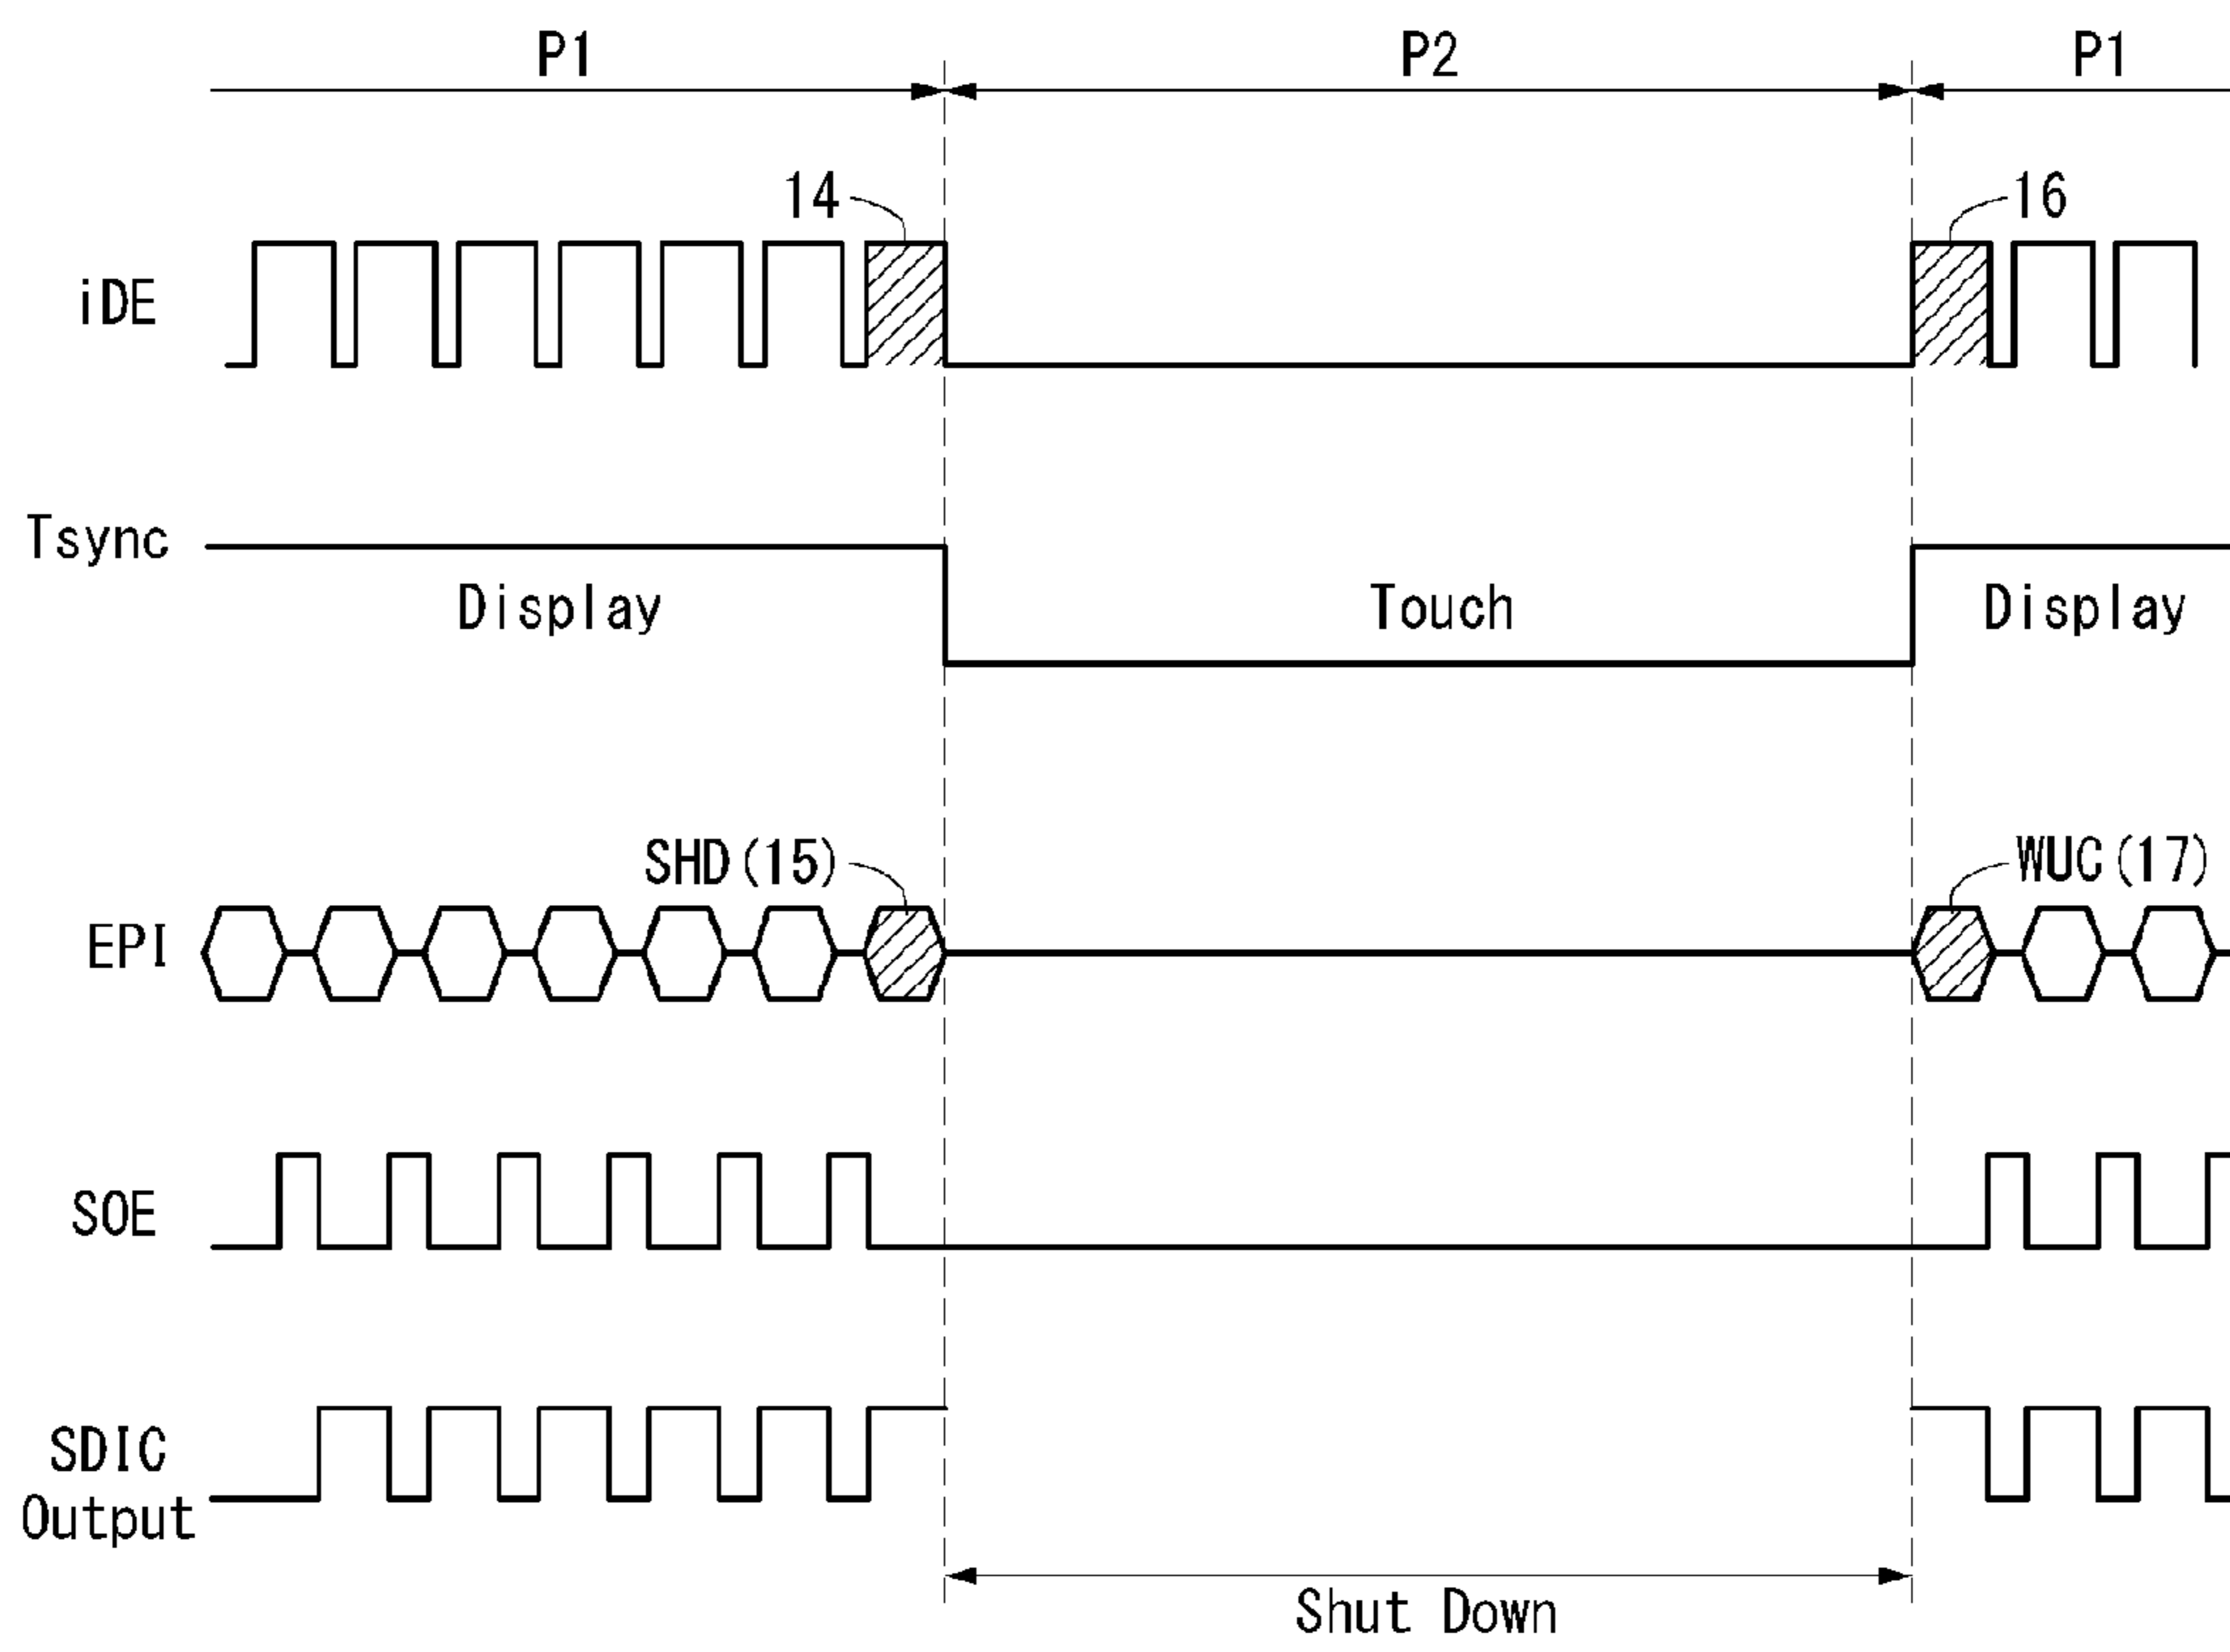 P1
P2
P1
14
16
iDE
Tsync
Display
Touch
Display
SHD(15)
WUC(17)
EPI
SOE
SDIC
Output
Shut Down